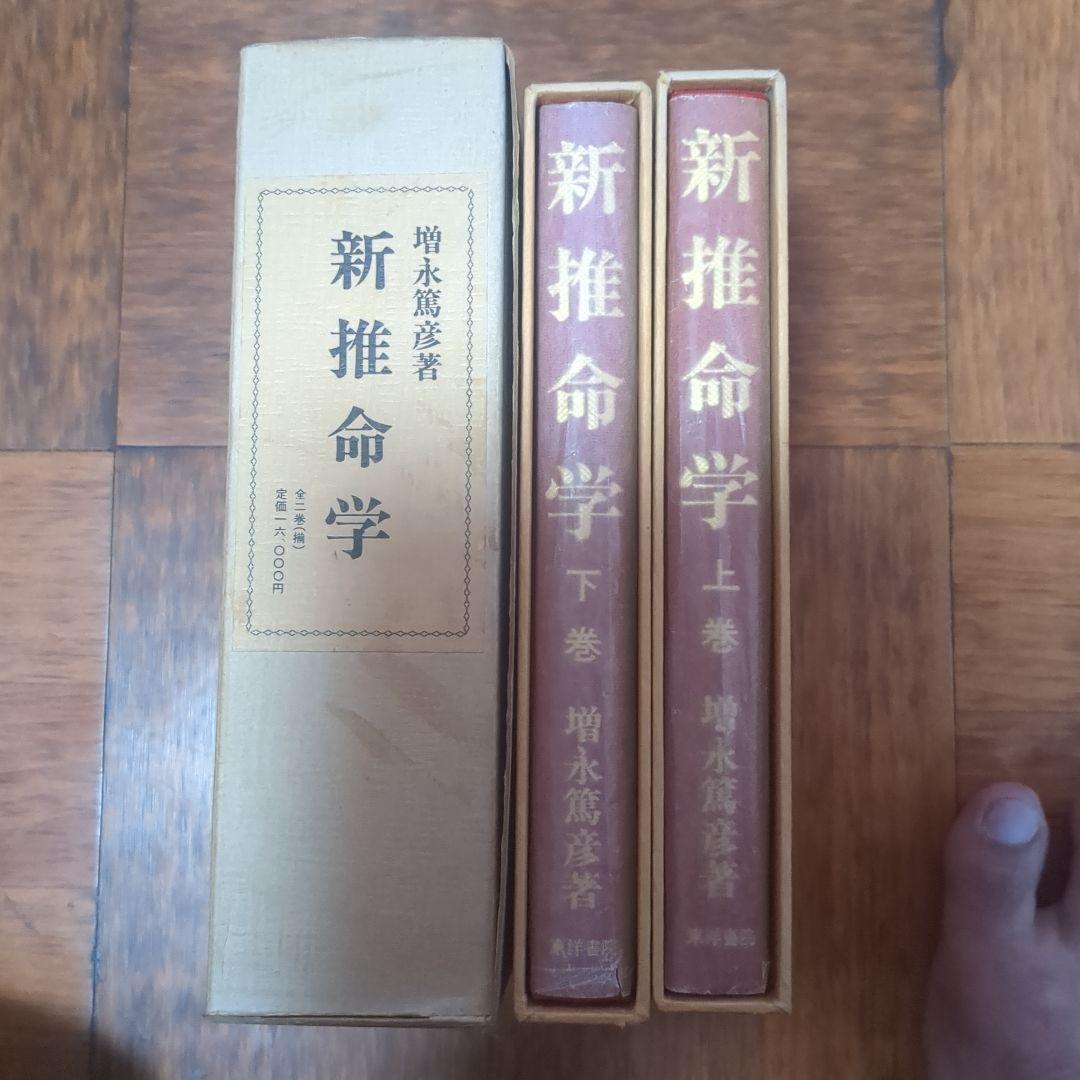 増永篤彦著
新推命学
全二巻(揃)
定価一六、〇〇〇円
新推命学 下巻 増永篤彦著
東洋書院
新推命学 上巻 増永篤彦著
東洋書院